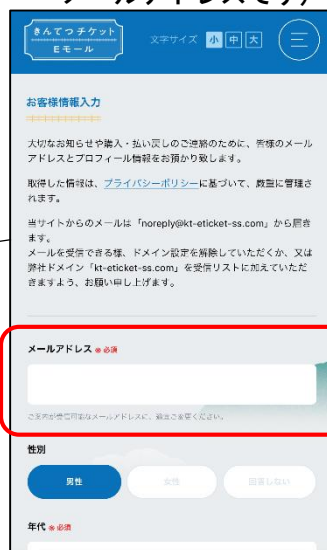 メールアドレスです)
きんてつチケット
Eモール
文字サイズ 小 中 大
お客様情報入力
大切なお知らせや購入・払い戻しのご連絡のために、皆様のメール
アドレスとプロフィール情報をお預かり致します。
取得した情報は、プライバシーポリシーに基づいて、厳重に管理さ
れます。
当サイトからのメールは「noreply@kt-eticket-ss.com」から届き
ます。
メールを受信できる様、ドメイン設定を解除していただくか、又は
弊社ドメイン「kt-eticket-ss.com」を受信リストに加えていただ
きますよう、お願い申し上げます。
メールアドレス ※必須
性別
男性 女性 回答しない
年代 ※必須